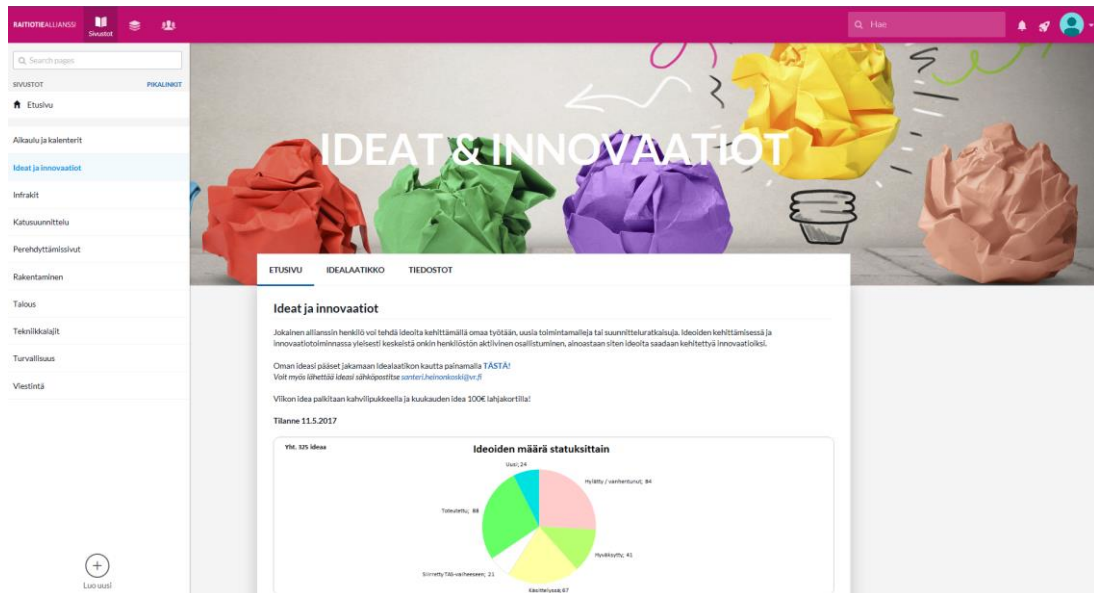 RAITIOTIEALLIANSSI
Sivustot
Hae
Search pages
SIVUSTOT PIKALINKIT
Etusivu
Aikaulu ja kalenterit
Ideat ja innovaatiot
Infrakit
Katusuunnittelu
Perehdyttämissivut
Rakentaminen
Talous
Tekniikkalajit
Turvallisuus
Viestintä
Luo uusi
IDEAT & INNOVAATIOT
ETUSIVU IDEALAATIKKO TIEDOSTOT
Ideat ja innovaatiot
Jokainen allianssin henkilö voi tehdä ideoita kehittämällä omaa työtään, uusia toimintamalleja tai suunnitteluratkaisuja. Ideoiden kehittämisessä ja
innovaatiotoiminnassa yleisesti keskeistä onkin henkilöstön aktiivinen osallistuminen, ainoastaan siten ideoita saadaan kehitettyä innovaatioiksi.
Oman ideasi pääset jakamaan Idealaatikon kautta painamalla TÄSTÄ!
Voit myös lähettää ideasi sähköpostitse santeri.heinonkoski@vr.fi
Viikon idea palkitaan kahvilipukkeella ja kuukauden idea 100€ lahjakortilla!
Tilanne 11.5.2017
Yht. 325 ideaa
Ideoiden määrä statuksittain
Uusi; 24
Hylätty / vanhentunut; 84
Toteutettu; 88
Hyväksytty; 41
Siirretty TAS-vaiheeseen; 21
Käsittelyssä; 67